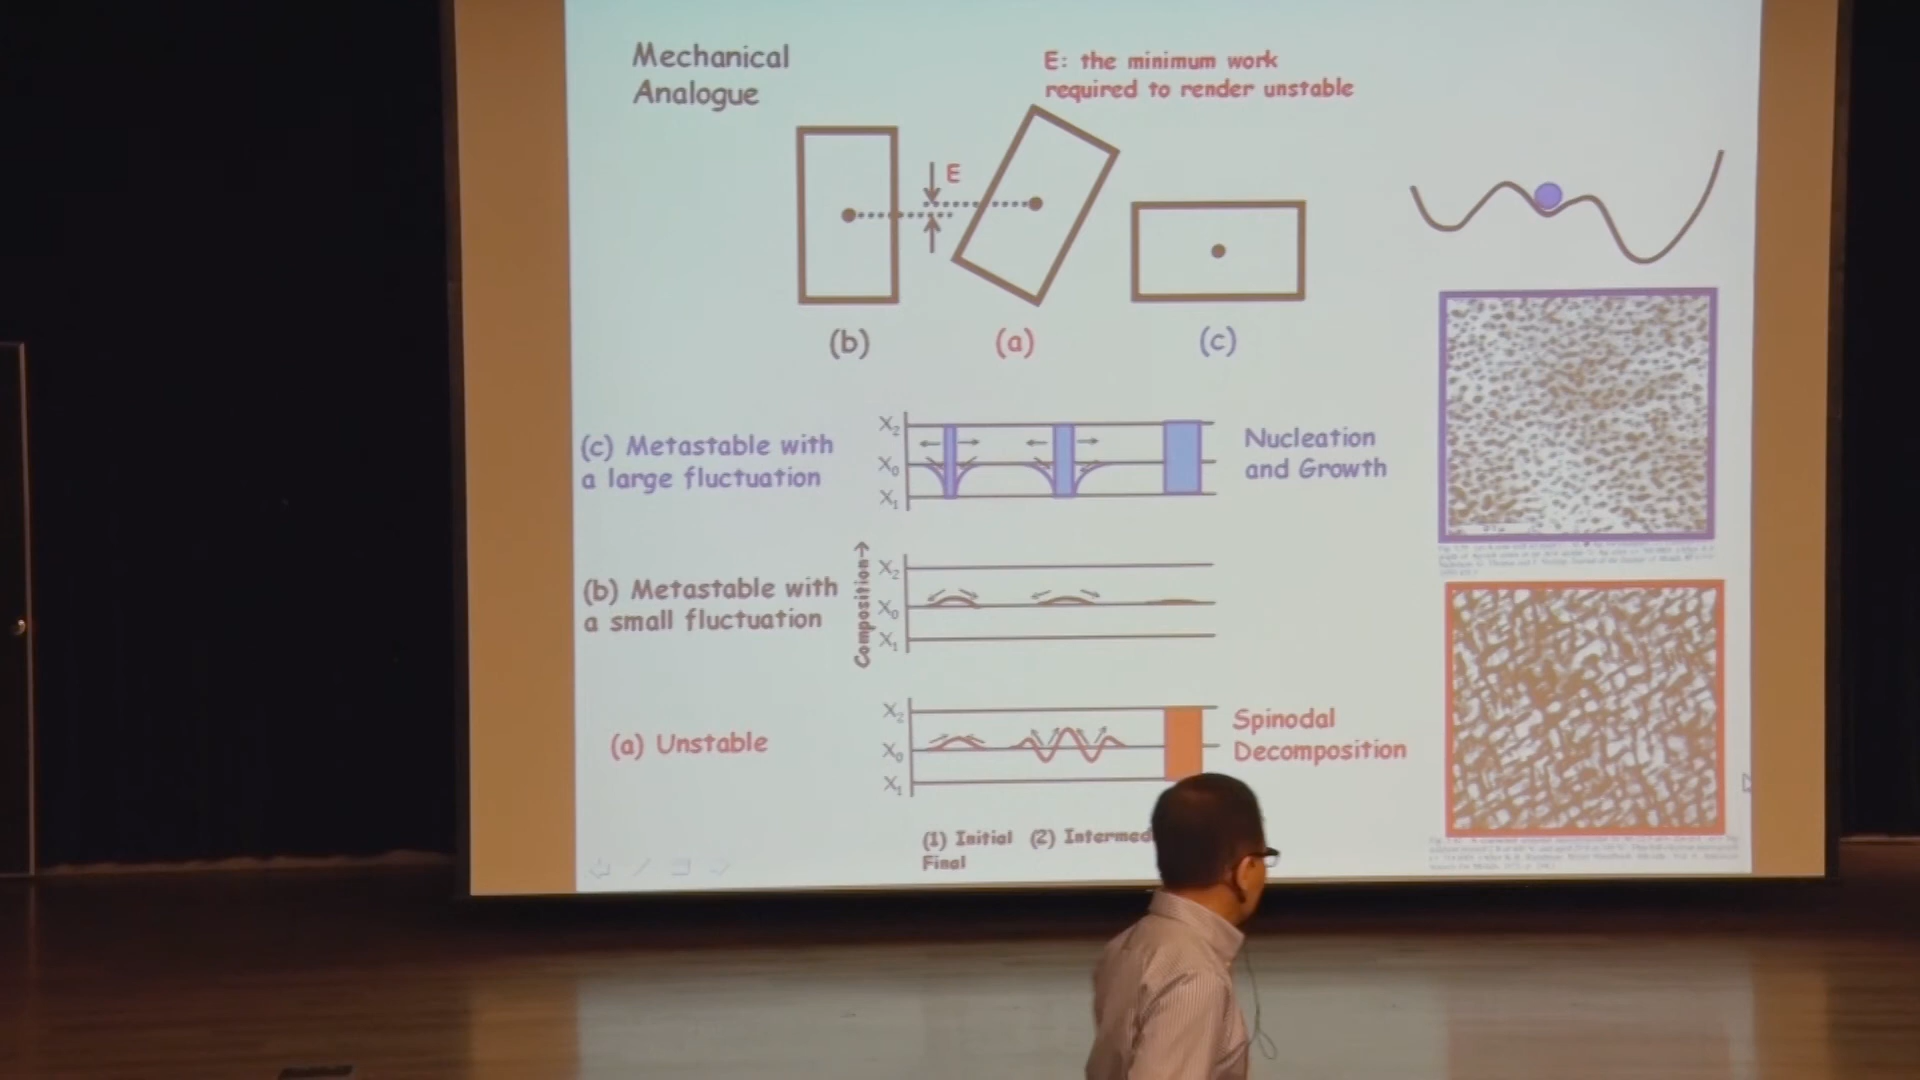 Mechanical
Analogue
E: the minimum work
required to render unstable
E
(b)
(a)
(c)
(c) Metastable with
a large fluctuation
X₂
X₀
X₁
Nucleation
and Growth
(b) Metastable with
a small fluctuation
Composition→
X₂
X₀
X₁
(a) Unstable
X₂
X₀
X₁
Spinodal
Decomposition
(1) Initial (2) Intermed
Final